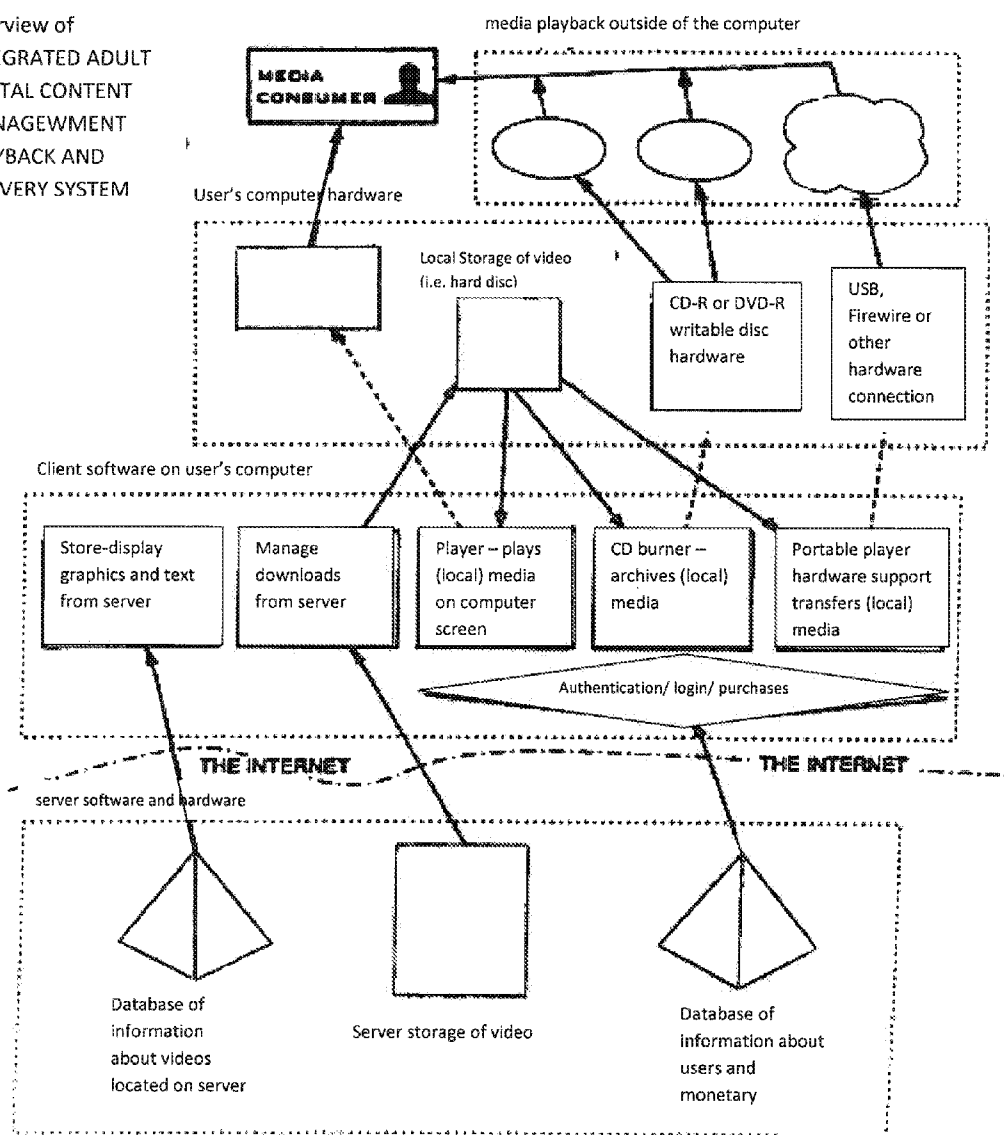 rview of
EGRATED ADULT
TAL CONTENT
NAGEWMENT
YBACK AND
VERY SYSTEM
media playback outside of the computer
MEDIA
CONSUMER
User's computer hardware
Local Storage of video
(i.e. hard disc)
CD-R or DVD-R
writable disc
hardware
USB,
Firewire or
other
hardware
connection
Client software on user's computer
Store-display
graphics and text
from server
Manage
downloads
from server
Player – plays
(local) media
on computer
screen
CD burner –
archives (local)
media
Portable player
hardware support
transfers (local)
media
Authentication/ login/ purchases
THE INTERNET
THE INTERNET
server software and hardware
Database of
information
about videos
located on server
Server storage of video
Database of
information about
users and
monetary